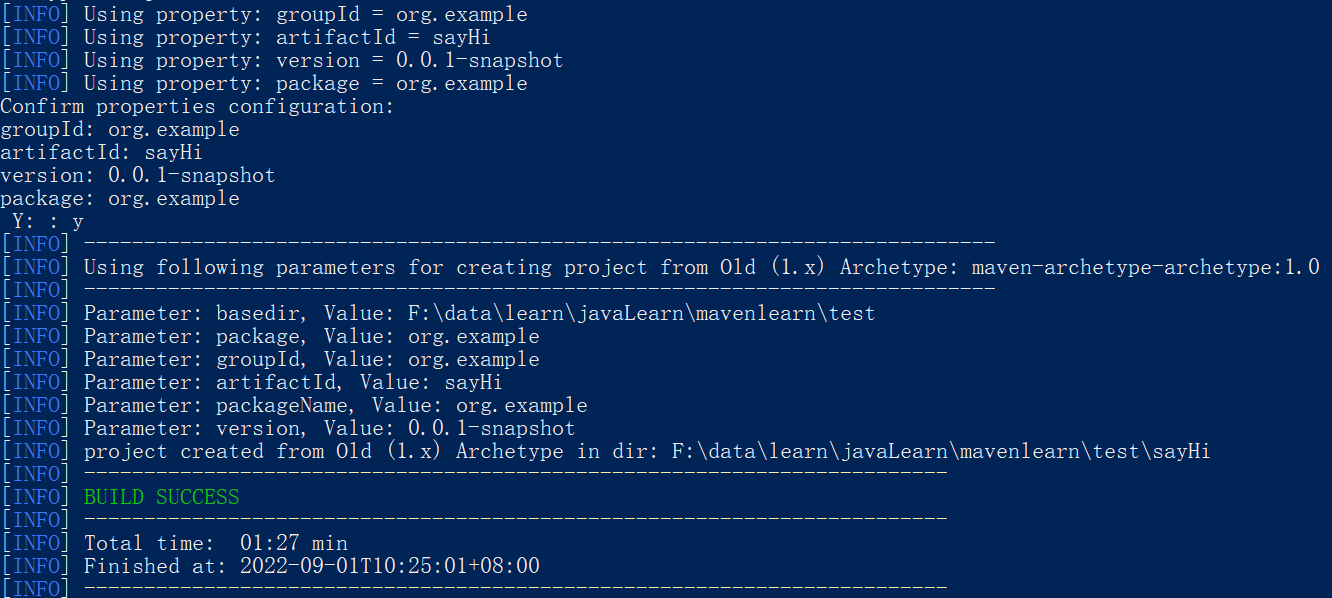 [INFO] Using property: groupId = org.example
[INFO] Using property: artifactId = sayHi
[INFO] Using property: version = 0.0.1-snapshot
[INFO] Using property: package = org.example
Confirm properties configuration:
groupId: org.example
artifactId: sayHi
version: 0.0.1-snapshot
package: org.example
 Y: : y
[INFO] ----------------------------------------------------------------------------
[INFO] Using following parameters for creating project from Old (1.x) Archetype: maven-archetype-archetype:1.0
[INFO] ----------------------------------------------------------------------------
[INFO] Parameter: basedir, Value: F:\data\learn\javaLearn\mavenlearn\test
[INFO] Parameter: package, Value: org.example
[INFO] Parameter: groupId, Value: org.example
[INFO] Parameter: artifactId, Value: sayHi
[INFO] Parameter: packageName, Value: org.example
[INFO] Parameter: version, Value: 0.0.1-snapshot
[INFO] project created from Old (1.x) Archetype in dir: F:\data\learn\javaLearn\mavenlearn\test\sayHi
[INFO] ------------------------------------------------------------------------
[INFO] BUILD SUCCESS
[INFO] ------------------------------------------------------------------------
[INFO] Total time:  01:27 min
[INFO] Finished at: 2022-09-01T10:25:01+08:00
[INFO] ------------------------------------------------------------------------